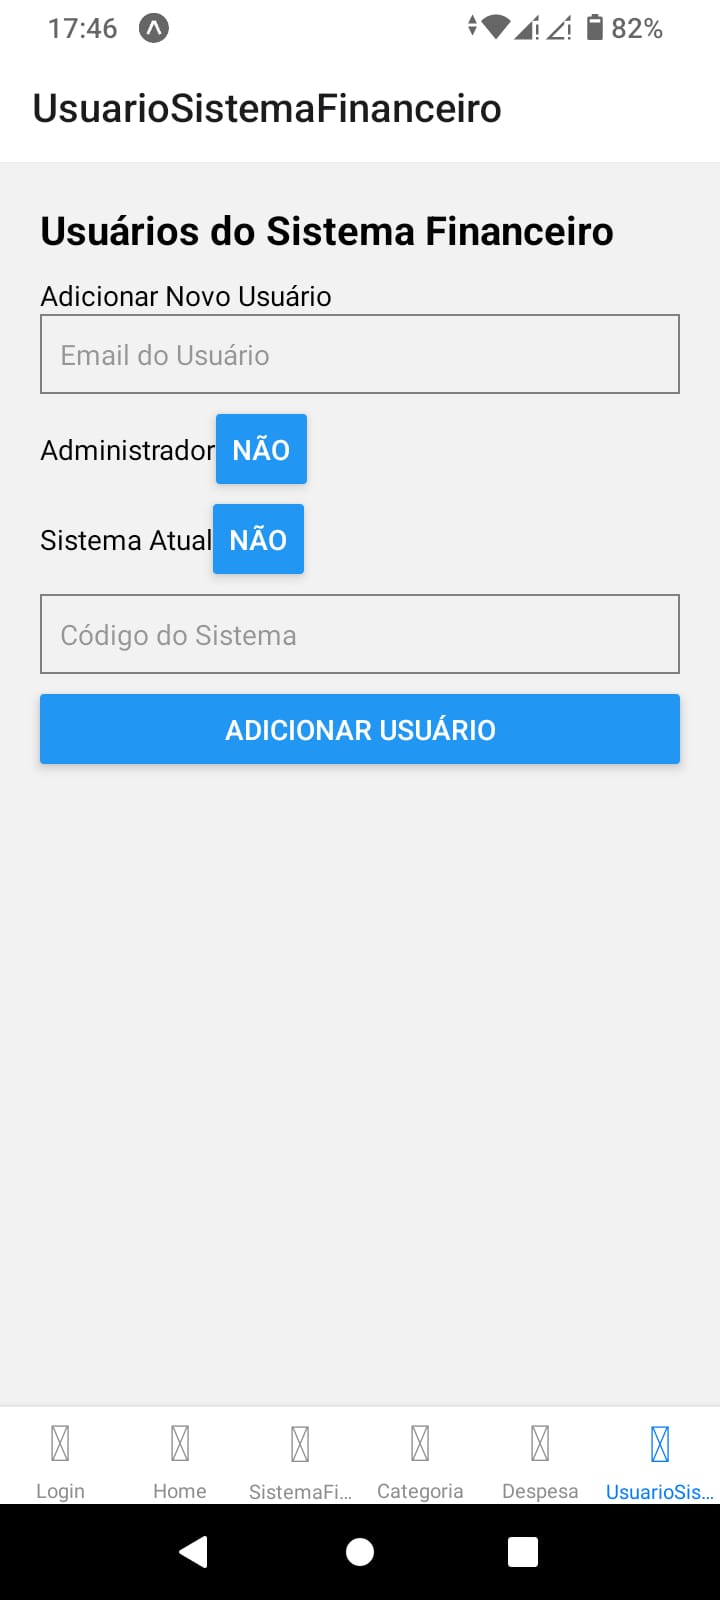 17:46
82%
UsuarioSistemaFinanceiro
Usuários do Sistema Financeiro
Adicionar Novo Usuário
Email do Usuário
Administrador NÃO
Sistema Atual NÃO
Código do Sistema
ADICIONAR USUÁRIO
Login Home SistemaFi... Categoria Despesa UsuarioSis...